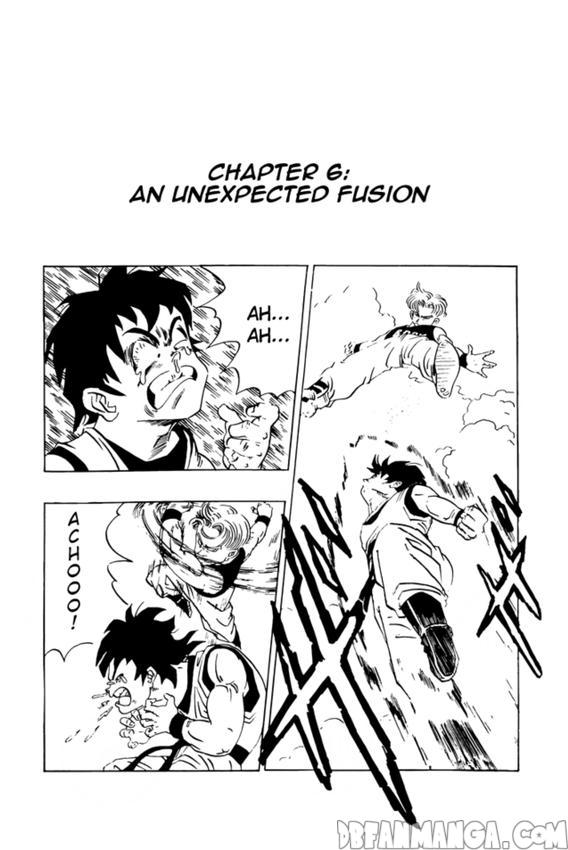 CHAPTER 6:
AN UNEXPECTED FUSION
AH...
AH...
ACHOOO!
DBFANMANGA.COM